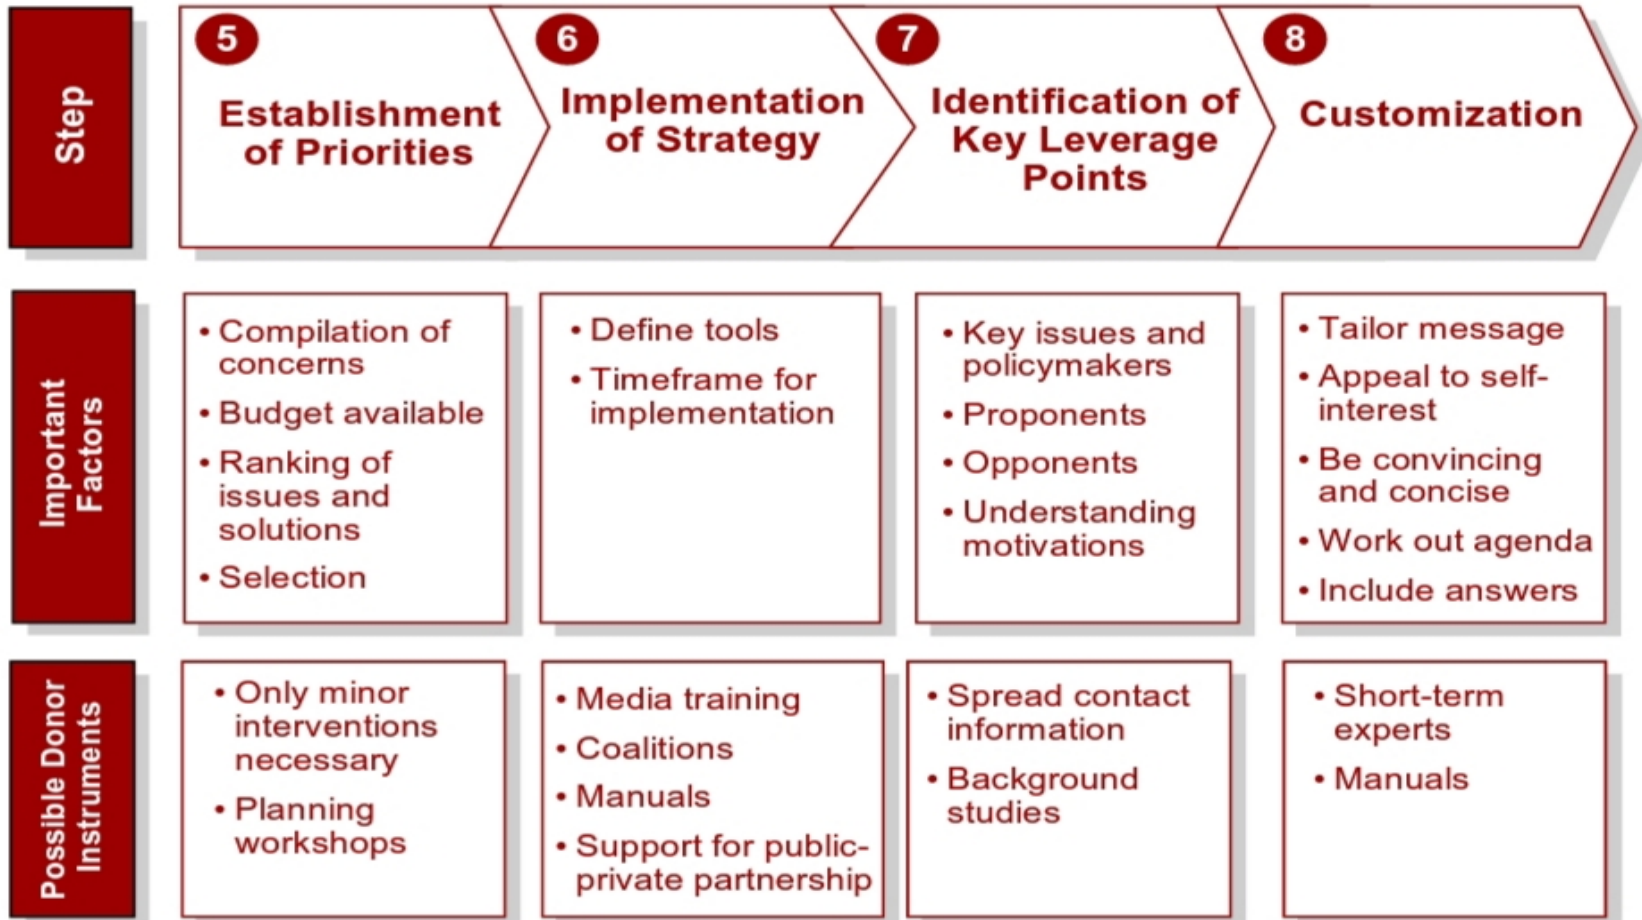 Step
5
Establishment
of Priorities
6
Implementation
of Strategy
7
Identification of
Key Leverage
Points
8
Customization
Important
Factors
• Compilation of
concerns
• Budget available
• Ranking of
issues and
solutions
• Selection
• Define tools
• Timeframe for
implementation
• Key issues and
policymakers
• Proponents
• Opponents
• Understanding
motivations
• Tailor message
• Appeal to self-
interest
• Be convincing
and concise
• Work out agenda
• Include answers
Possible Donor
Instruments
• Only minor
interventions
necessary
• Planning
workshops
• Media training
• Coalitions
• Manuals
• Support for public-
private partnership
• Spread contact
information
• Background
studies
• Short-term
experts
• Manuals